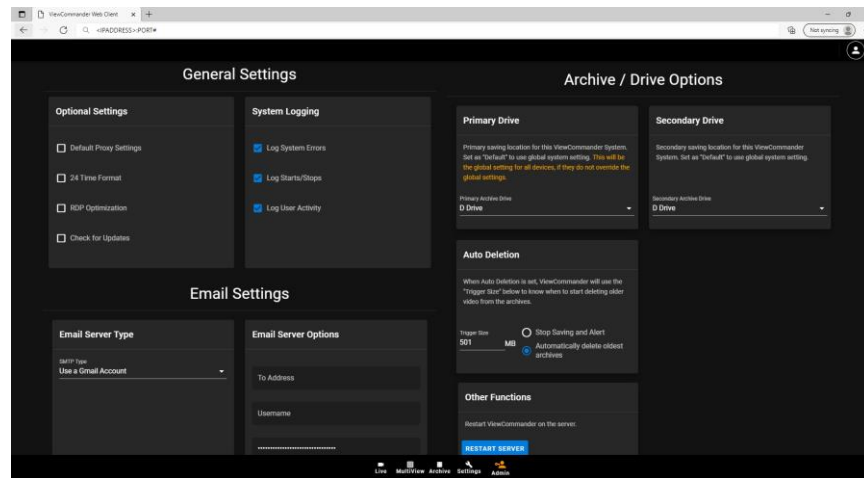 ViewCommander Web Client
<IPADDRESS>:PORT#
Not syncing
General Settings
Optional Settings
Default Proxy Settings
24 Time Format
RDP Optimization
Check for Updates
System Logging
Log System Errors
Log Starts/Stops
Log User Activity
Email Settings
Email Server Type
SMTP Type
Use a Gmail Account
Email Server Options
To Address
Username
Archive / Drive Options
Primary Drive
Primary saving location for this ViewCommander System.
Set as "Default" to use global system setting. This will be
the global setting for all devices, if they do not override the
global settings.
Primary Archive Drive
D Drive
Secondary Drive
Secondary saving location for this ViewCommander
System. Set as "Default" to use global system setting.
Secondary Archive Drive
D Drive
Auto Deletion
When Auto Deletion is set, ViewCommander will use the
"Trigger Size" below to know when to start deleting older
video from the archives.
Trigger Size
501 MB
Stop Saving and Alert
Automatically delete oldest
archives
Other Functions
Restart ViewCommander on the server.
RESTART SERVER
Live MultiView Archive Settings Admin